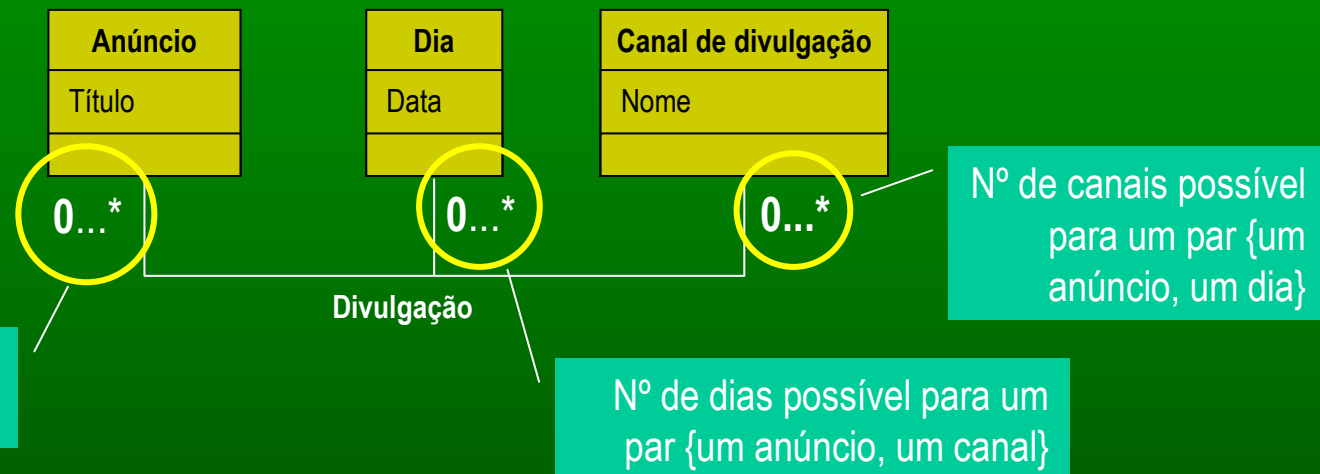 Anúncio
Título
Dia
Data
Canal de divulgação
Nome
0...*
0...*
0...*
Divulgação
Nº de canais possível
para um par {um
anúncio, um dia}
Nº de dias possível para um
par {um anúncio, um canal}